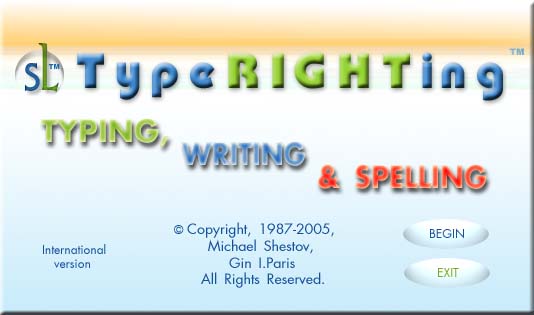 SL™ TypeRIGHTing™
TYPING,
WRITING
& SPELLING
© Copyright, 1987-2005,
Michael Shestov,
Gin I.Paris
All Rights Reserved.
International
version
BEGIN
EXIT